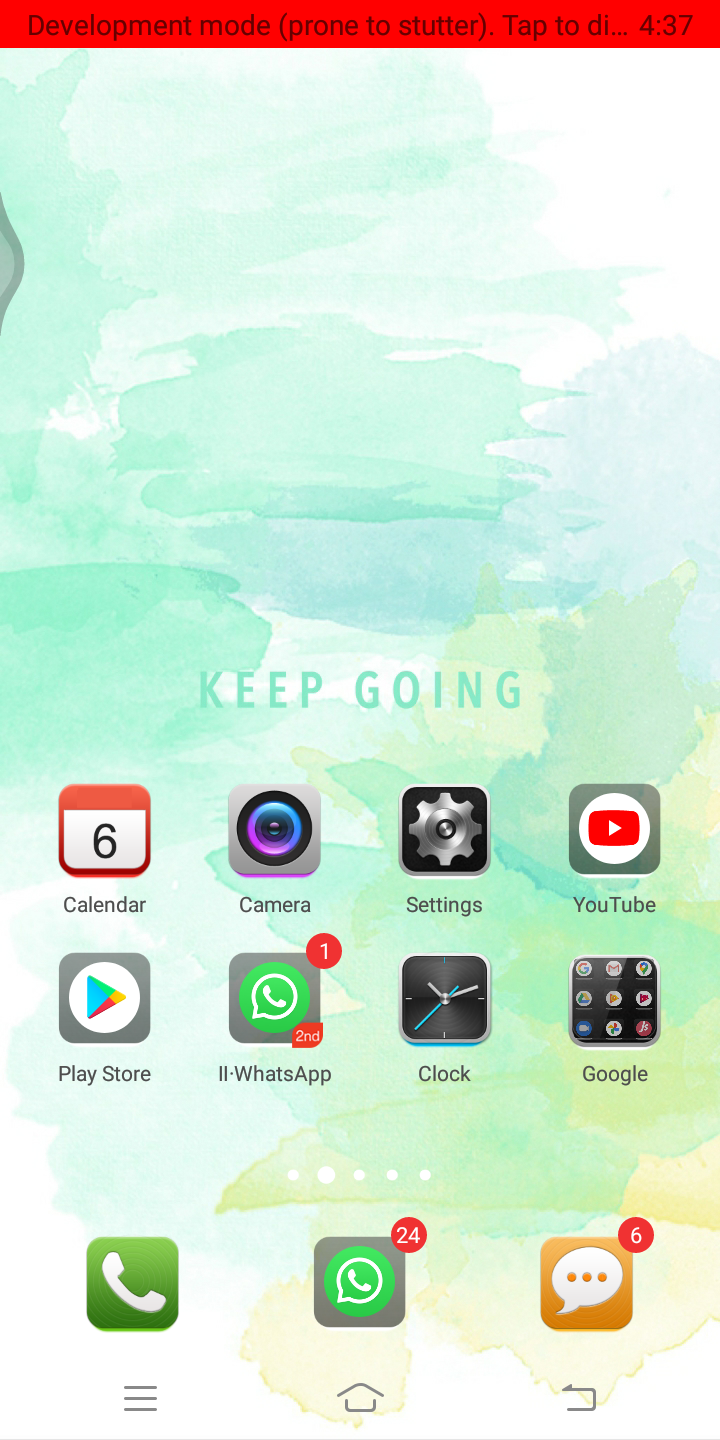 Development mode (prone to stutter). Tap to di... 4:37
KEEP GOING
6
Calendar Camera Settings YouTube
1
2nd
Play Store II·WhatsApp Clock Google
24 6